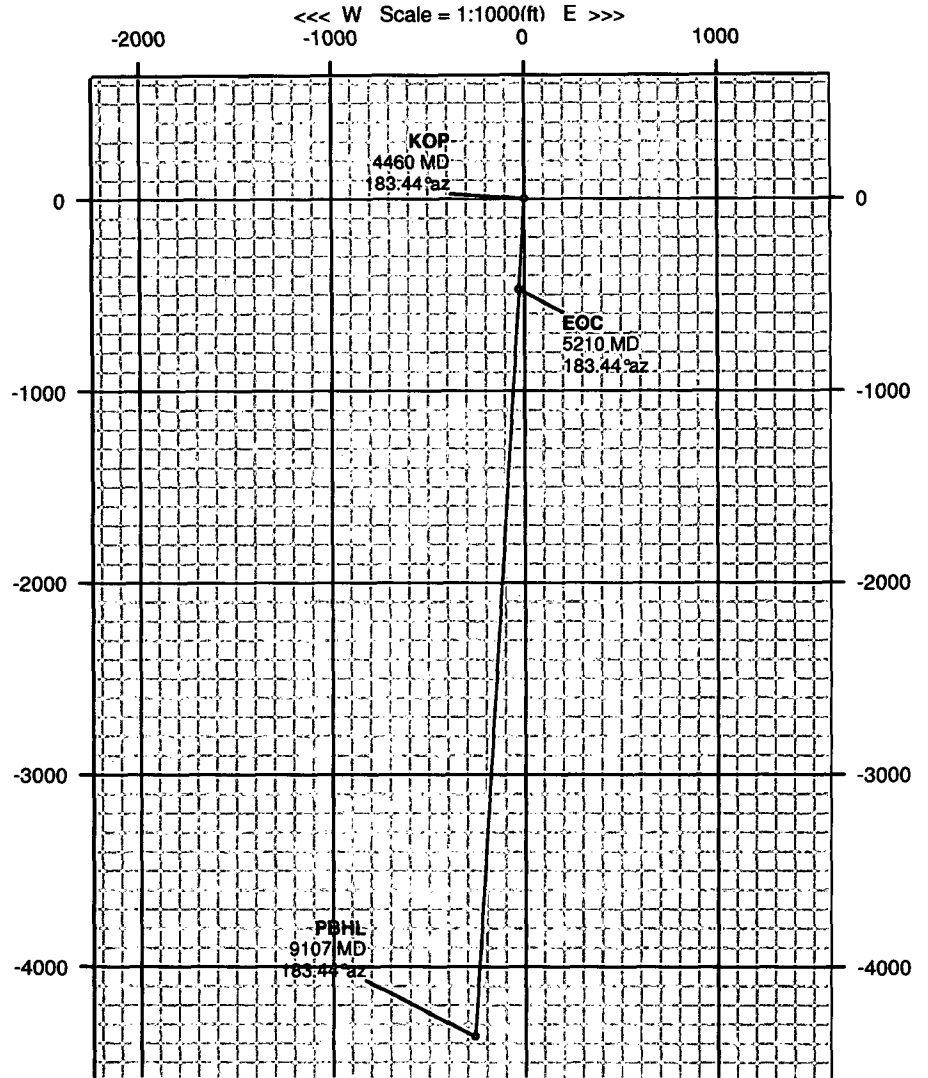 <<< W Scale = 1:1000(ft) E >>>
-2000 -1000 0 1000
KOP
4460 MD
183.44°az
0 0
EOC
5210 MD
183.44°az
-1000 -1000
-2000 -2000
-3000 -3000
PBHL
9107 MD
183.44°az
-4000 -4000